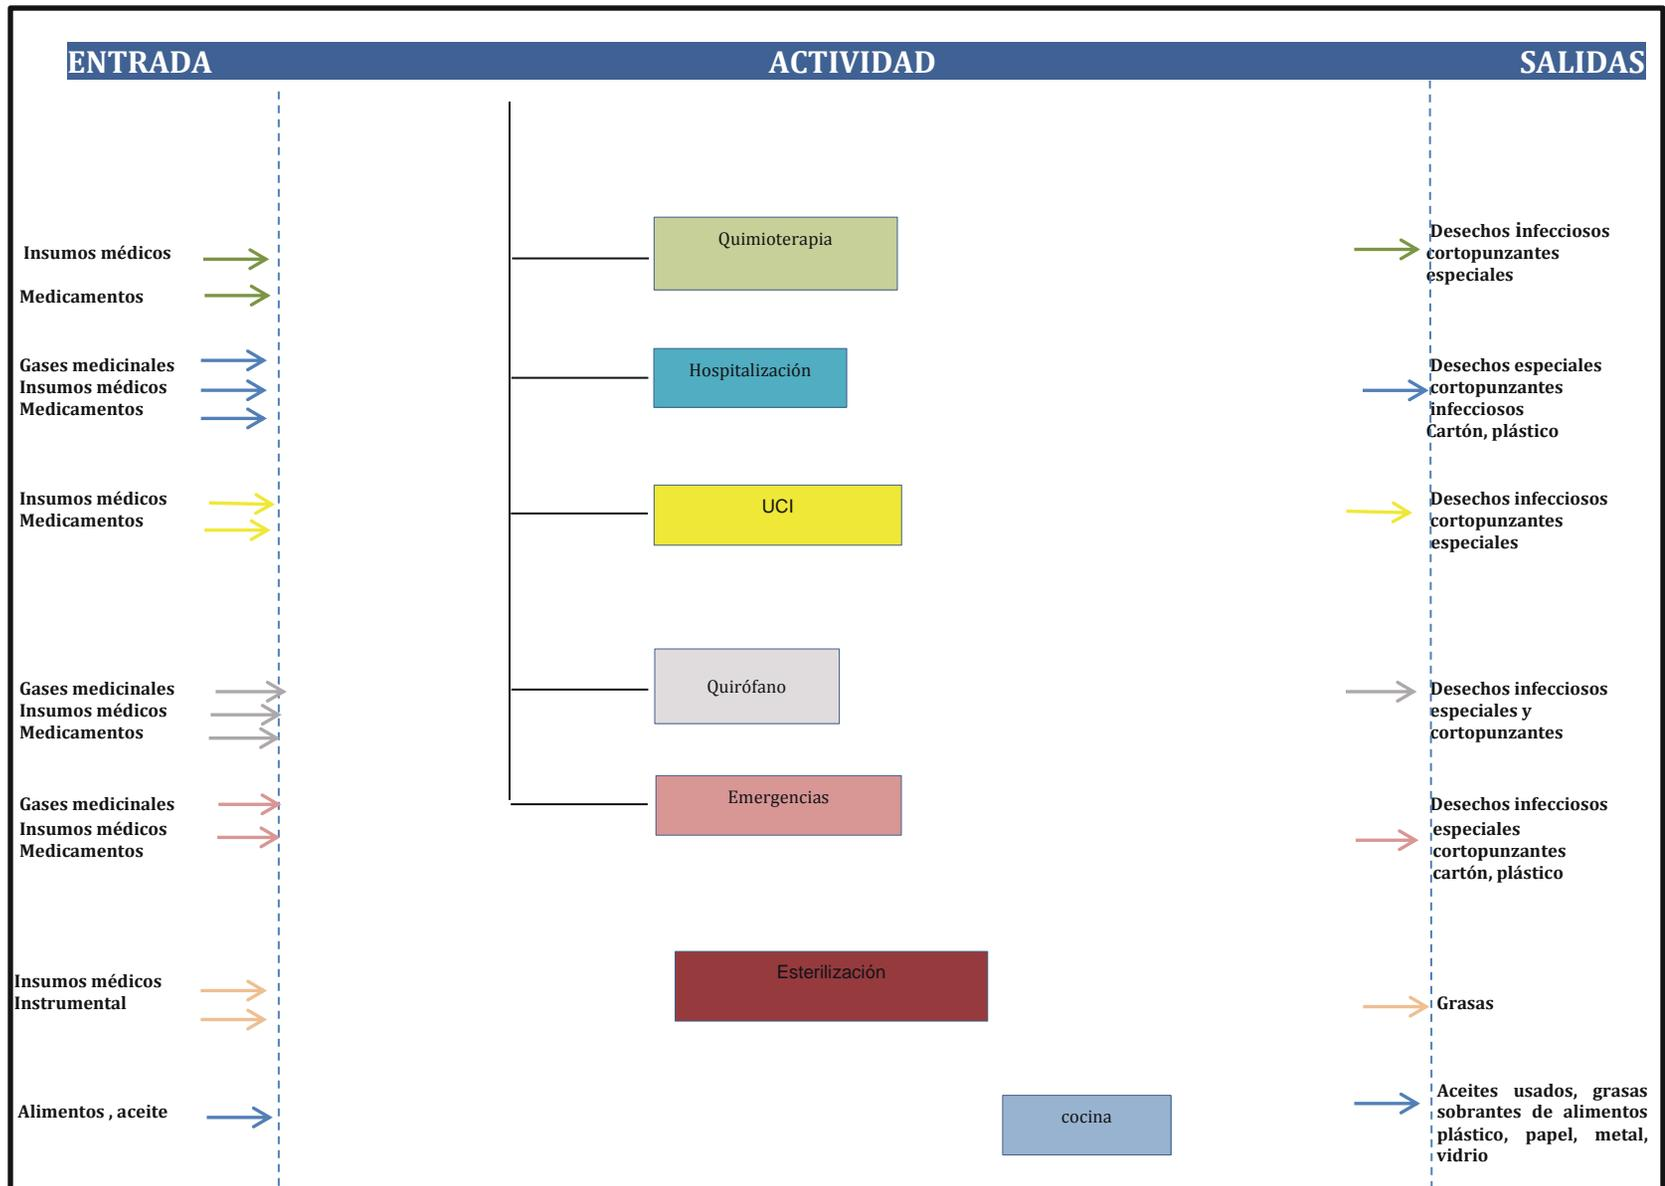 ENTRADA ACTIVIDAD SALIDAS
Insumos médicos
Medicamentos
Quimioterapia
Desechos infecciosos
cortopunzantes
especiales
Gases medicinales
Insumos médicos
Medicamentos
Hospitalización
Desechos especiales
cortopunzantes
infecciosos
Cartón, plástico
Insumos médicos
Medicamentos
UCI
Desechos infecciosos
cortopunzantes
especiales
Gases medicinales
Insumos médicos
Medicamentos
Quirófano
Desechos infecciosos
especiales y
cortopunzantes
Gases medicinales
Insumos médicos
Medicamentos
Emergencias
Desechos infecciosos
especiales
cortopunzantes
cartón, plástico
Insumos médicos
Instrumental
Esterilización
Grasas
Alimentos , aceite
cocina
Aceites usados, grasas
sobrantes de alimentos
plástico, papel, metal,
vidrio